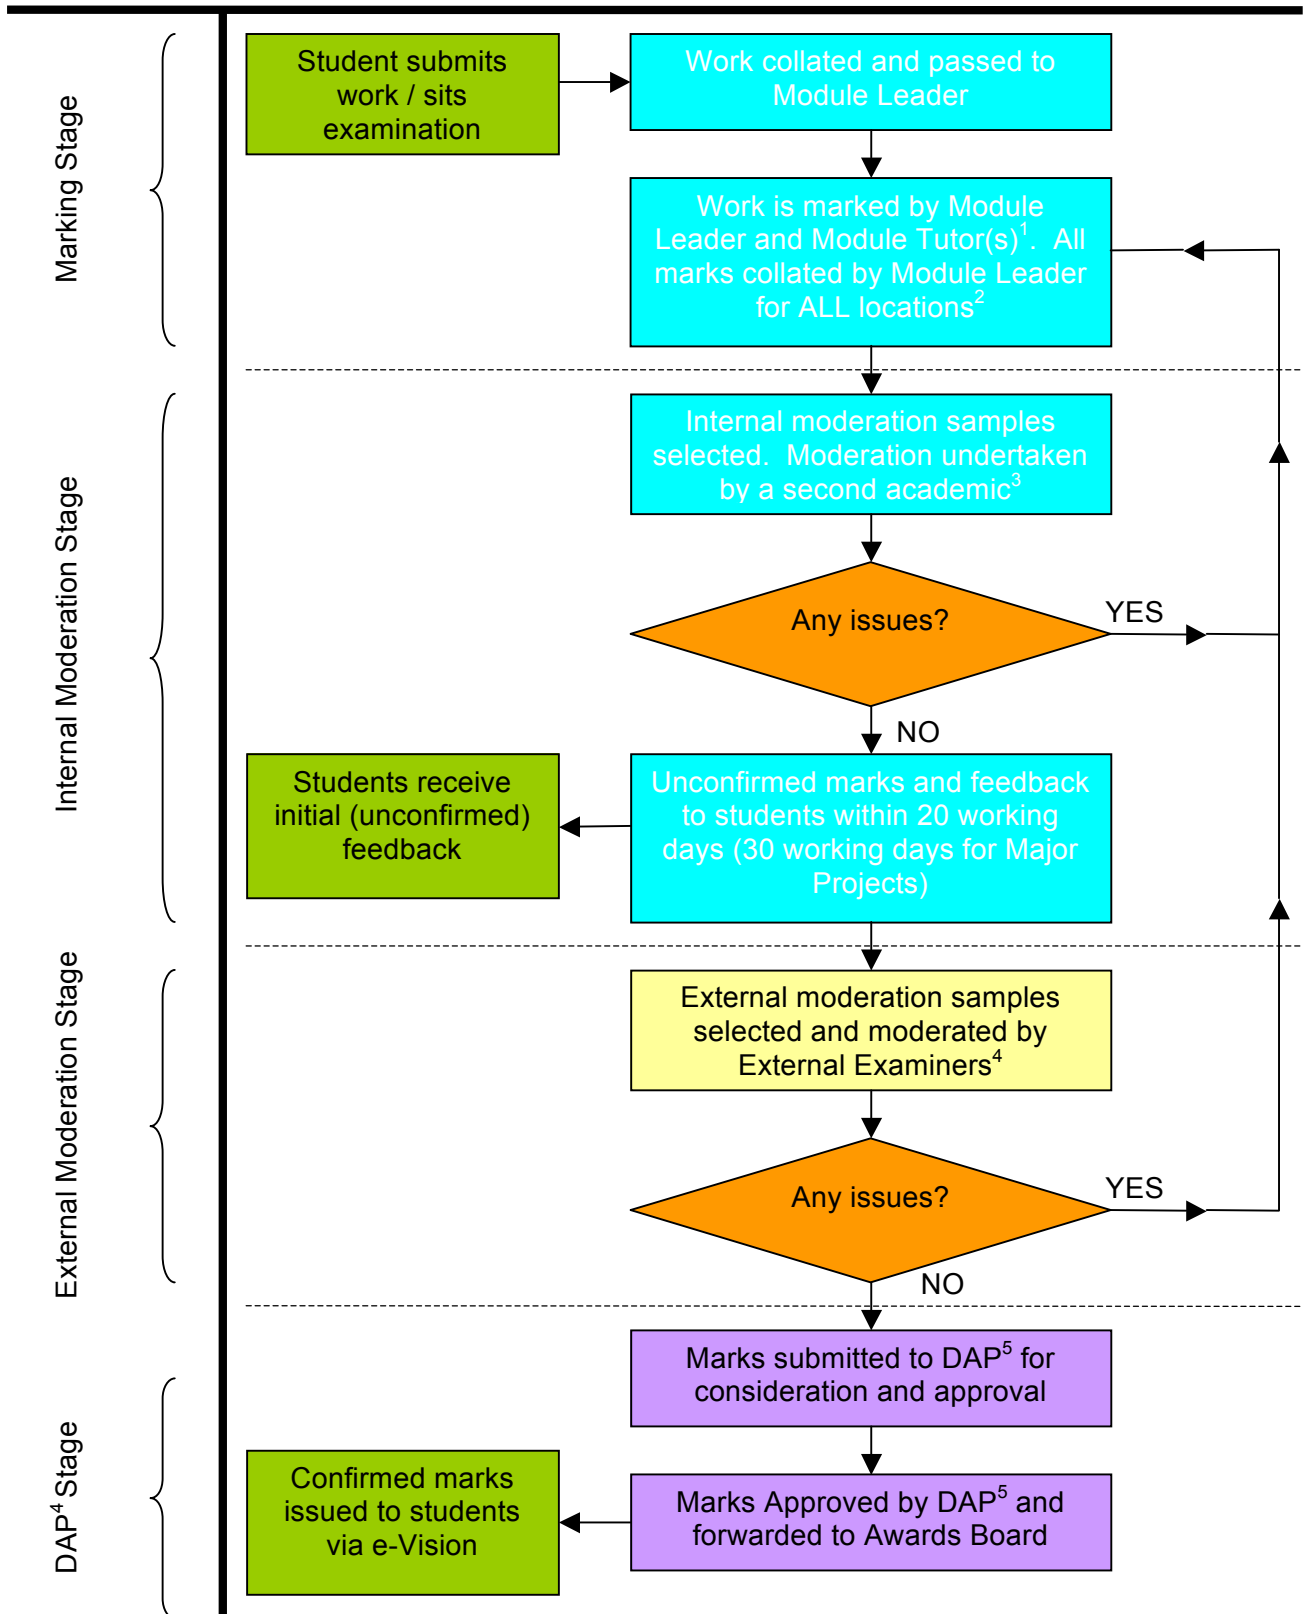 Marking Stage
Student submits
work / sits
examination
Work collated and passed to
Module Leader
Work is marked by Module
Leader and Module Tutor(s)¹.  All
marks collated by Module Leader
for ALL locations²
Internal Moderation Stage
Internal moderation samples
selected.  Moderation undertaken
by a second academic³
Any issues?
YES
NO
Students receive
initial (unconfirmed)
feedback
Unconfirmed marks and feedback
to students within 20 working
days (30 working days for Major
Projects)
External Moderation Stage
External moderation samples
selected and moderated by
External Examiners⁴
Any issues?
YES
NO
DAP⁴ Stage
Marks submitted to DAP⁵ for
consideration and approval
Confirmed marks
issued to students
via e-Vision
Marks Approved by DAP⁵ and
forwarded to Awards Board